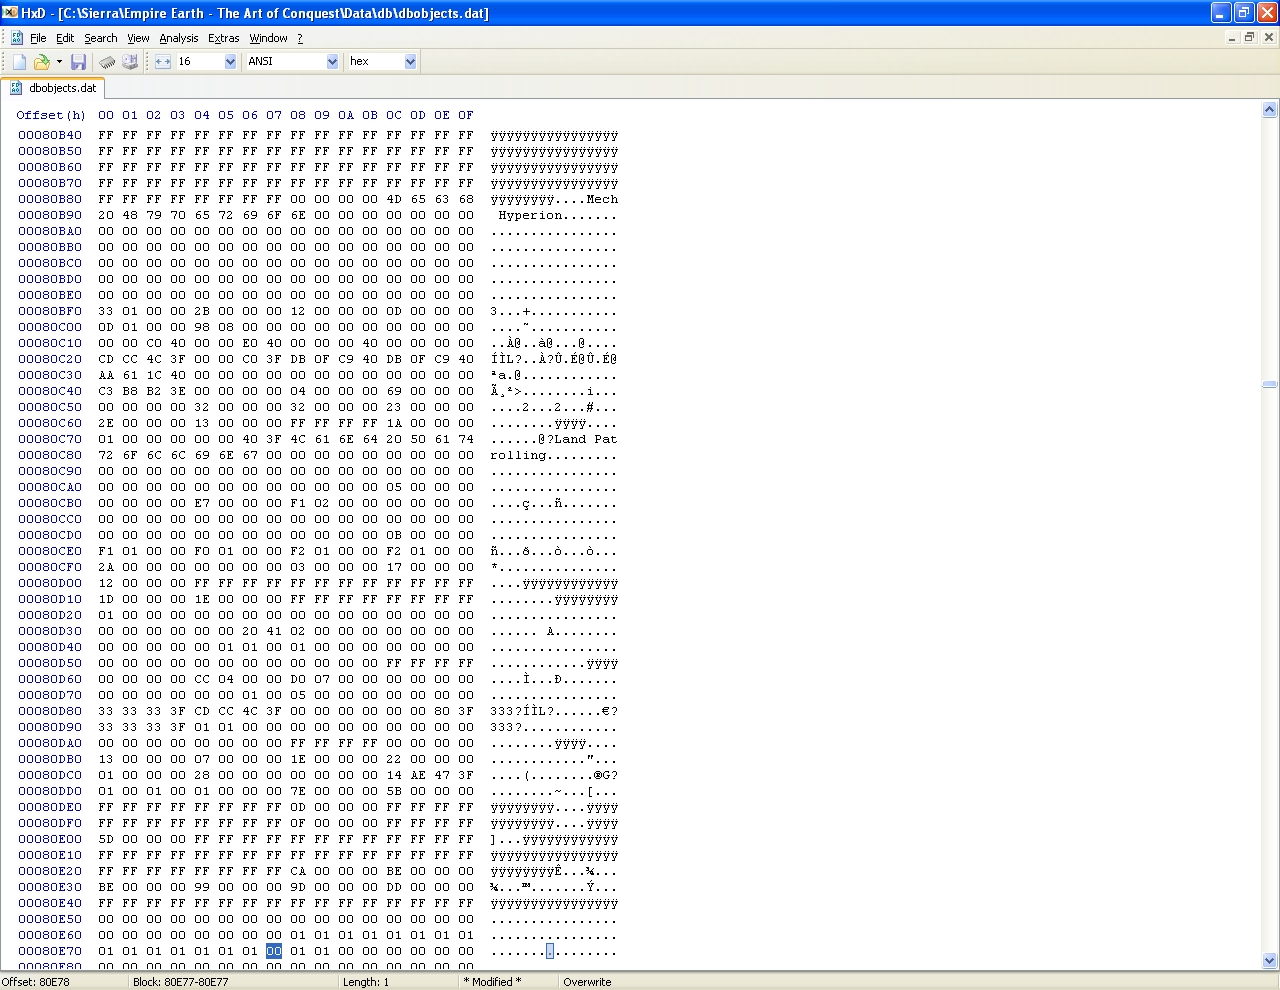 HxD - [C:\Sierra\Empire Earth - The Art of Conquest\Data\db\dbobjects.dat]
File Edit Search View Analysis Extras Window ?
16 ANSI hex
dbobjects.dat
Offset(h) 00 01 02 03 04 05 06 07 08 09 0A 0B 0C 0D 0E 0F
00080B40 FF FF FF FF FF FF FF FF FF FF FF FF FF FF FF FF ÿÿÿÿÿÿÿÿÿÿÿÿÿÿÿÿ
00080B50 FF FF FF FF FF FF FF FF FF FF FF FF FF FF FF FF ÿÿÿÿÿÿÿÿÿÿÿÿÿÿÿÿ
00080B60 FF FF FF FF FF FF FF FF FF FF FF FF FF FF FF FF ÿÿÿÿÿÿÿÿÿÿÿÿÿÿÿÿ
00080B70 FF FF FF FF FF FF FF FF FF FF FF FF FF FF FF FF ÿÿÿÿÿÿÿÿÿÿÿÿÿÿÿÿ
00080B80 FF FF FF FF FF FF FF FF 00 00 00 00 4D 65 63 68 ÿÿÿÿÿÿÿÿ....Mech
00080B90 20 48 79 70 65 72 69 6F 6E 00 00 00 00 00 00 00  Hyperion.......
00080BA0 00 00 00 00 00 00 00 00 00 00 00 00 00 00 00 00 ................
00080BB0 00 00 00 00 00 00 00 00 00 00 00 00 00 00 00 00 ................
00080BC0 00 00 00 00 00 00 00 00 00 00 00 00 00 00 00 00 ................
00080BD0 00 00 00 00 00 00 00 00 00 00 00 00 00 00 00 00 ................
00080BE0 00 00 00 00 00 00 00 00 00 00 00 00 00 00 00 00 ................
00080BF0 33 01 00 00 2B 00 00 00 12 00 00 00 0D 00 00 00 3...+...........
00080C00 0D 01 00 00 98 08 00 00 00 00 00 00 00 00 00 00 ....˜...........
00080C10 00 00 C0 40 00 00 E0 40 00 00 00 40 00 00 00 00 ..À@..à@...@....
00080C20 CD CC 4C 3F 00 00 C0 3F DB 0F C9 40 DB 0F C9 40 ÍÌL?..À?Û.É@Û.É@
00080C30 AA 61 1C 40 00 00 00 00 00 00 00 00 00 00 00 00 ªa.@............
00080C40 C3 B8 B2 3E 00 00 00 00 04 00 00 00 69 00 00 00 Ã¸²>........i...
00080C50 00 00 00 00 32 00 00 00 32 00 00 00 23 00 00 00 ....2...2...#...
00080C60 2E 00 00 00 13 00 00 00 FF FF FF FF 1A 00 00 00 ........ÿÿÿÿ....
00080C70 01 00 00 00 00 00 40 3F 4C 61 6E 64 20 50 61 74 ......@?Land Pat
00080C80 72 6F 6C 6C 69 6E 67 00 00 00 00 00 00 00 00 00 rolling.........
00080C90 00 00 00 00 00 00 00 00 00 00 00 00 00 00 00 00 ................
00080CA0 00 00 00 00 00 00 00 00 00 00 00 00 05 00 00 00 ................
00080CB0 00 00 00 00 E7 00 00 00 F1 02 00 00 00 00 00 00 ....ç...ñ.......
00080CC0 00 00 00 00 00 00 00 00 00 00 00 00 00 00 00 00 ................
00080CD0 00 00 00 00 00 00 00 00 00 00 00 00 0B 00 00 00 ................
00080CE0 F1 01 00 00 F0 01 00 00 F2 01 00 00 F2 01 00 00 ñ...ð...ò...ò...
00080CF0 2A 00 00 00 00 00 00 00 03 00 00 00 17 00 00 00 *...............
00080D00 12 00 00 00 FF FF FF FF FF FF FF FF FF FF FF FF ....ÿÿÿÿÿÿÿÿÿÿÿÿ
00080D10 1D 00 00 00 1E 00 00 00 FF FF FF FF FF FF FF FF ........ÿÿÿÿÿÿÿÿ
00080D20 01 00 00 00 00 00 00 00 00 00 00 00 00 00 00 00 ................
00080D30 00 00 00 00 00 00 20 41 02 00 00 00 00 00 00 00 ...... A........
00080D40 00 00 00 00 00 01 01 00 01 00 00 00 00 00 00 00 ................
00080D50 00 00 00 00 00 00 00 00 00 00 00 00 FF FF FF FF ............ÿÿÿÿ
00080D60 00 00 00 00 CC 04 00 00 D0 07 00 00 00 00 00 00 ....Ì...Ð.......
00080D70 00 00 00 00 00 00 01 00 05 00 00 00 00 00 00 00 ................
00080D80 33 33 33 3F CD CC 4C 3F 00 00 00 00 00 00 80 3F 333?ÍÌL?......€?
00080D90 33 33 33 3F 01 01 00 00 00 00 00 00 00 00 00 00 333?............
00080DA0 00 00 00 00 00 00 00 00 FF FF FF FF 00 00 00 00 ........ÿÿÿÿ....
00080DB0 13 00 00 00 07 00 00 00 1E 00 00 00 22 00 00 00 ............"...
00080DC0 01 00 00 00 28 00 00 00 00 00 00 00 14 AE 47 3F ....(........®G?
00080DD0 01 00 01 00 01 00 00 00 7E 00 00 00 5B 00 00 00 ........~...[...
00080DE0 FF FF FF FF FF FF FF FF 0D 00 00 00 FF FF FF FF ÿÿÿÿÿÿÿÿ....ÿÿÿÿ
00080DF0 FF FF FF FF FF FF FF FF 0F 00 00 00 FF FF FF FF ÿÿÿÿÿÿÿÿ....ÿÿÿÿ
00080E00 5D 00 00 00 FF FF FF FF FF FF FF FF FF FF FF FF ]...ÿÿÿÿÿÿÿÿÿÿÿÿ
00080E10 FF FF FF FF FF FF FF FF FF FF FF FF FF FF FF FF ÿÿÿÿÿÿÿÿÿÿÿÿÿÿÿÿ
00080E20 FF FF FF FF FF FF FF FF CA 00 00 00 BE 00 00 00 ÿÿÿÿÿÿÿÿÊ...¾...
00080E30 BE 00 00 00 99 00 00 00 9D 00 00 00 DD 00 00 00 ¾...™.......Ý...
00080E40 FF FF FF FF FF FF FF FF FF FF FF FF FF FF FF FF ÿÿÿÿÿÿÿÿÿÿÿÿÿÿÿÿ
00080E50 00 00 00 00 00 00 00 00 00 00 00 00 00 00 00 00 ................
00080E60 00 00 00 00 00 00 00 00 01 01 01 01 01 01 01 01 ................
00080E70 01 01 01 01 01 01 01 00 01 01 00 00 00 00 00 00 ................
00080E80 00 00 00 00 00 00 00 00 00 00 00 00 00 00 00 00 ................
Offset: 80E78 Block: 80E77-80E77 Length: 1 * Modified * Overwrite